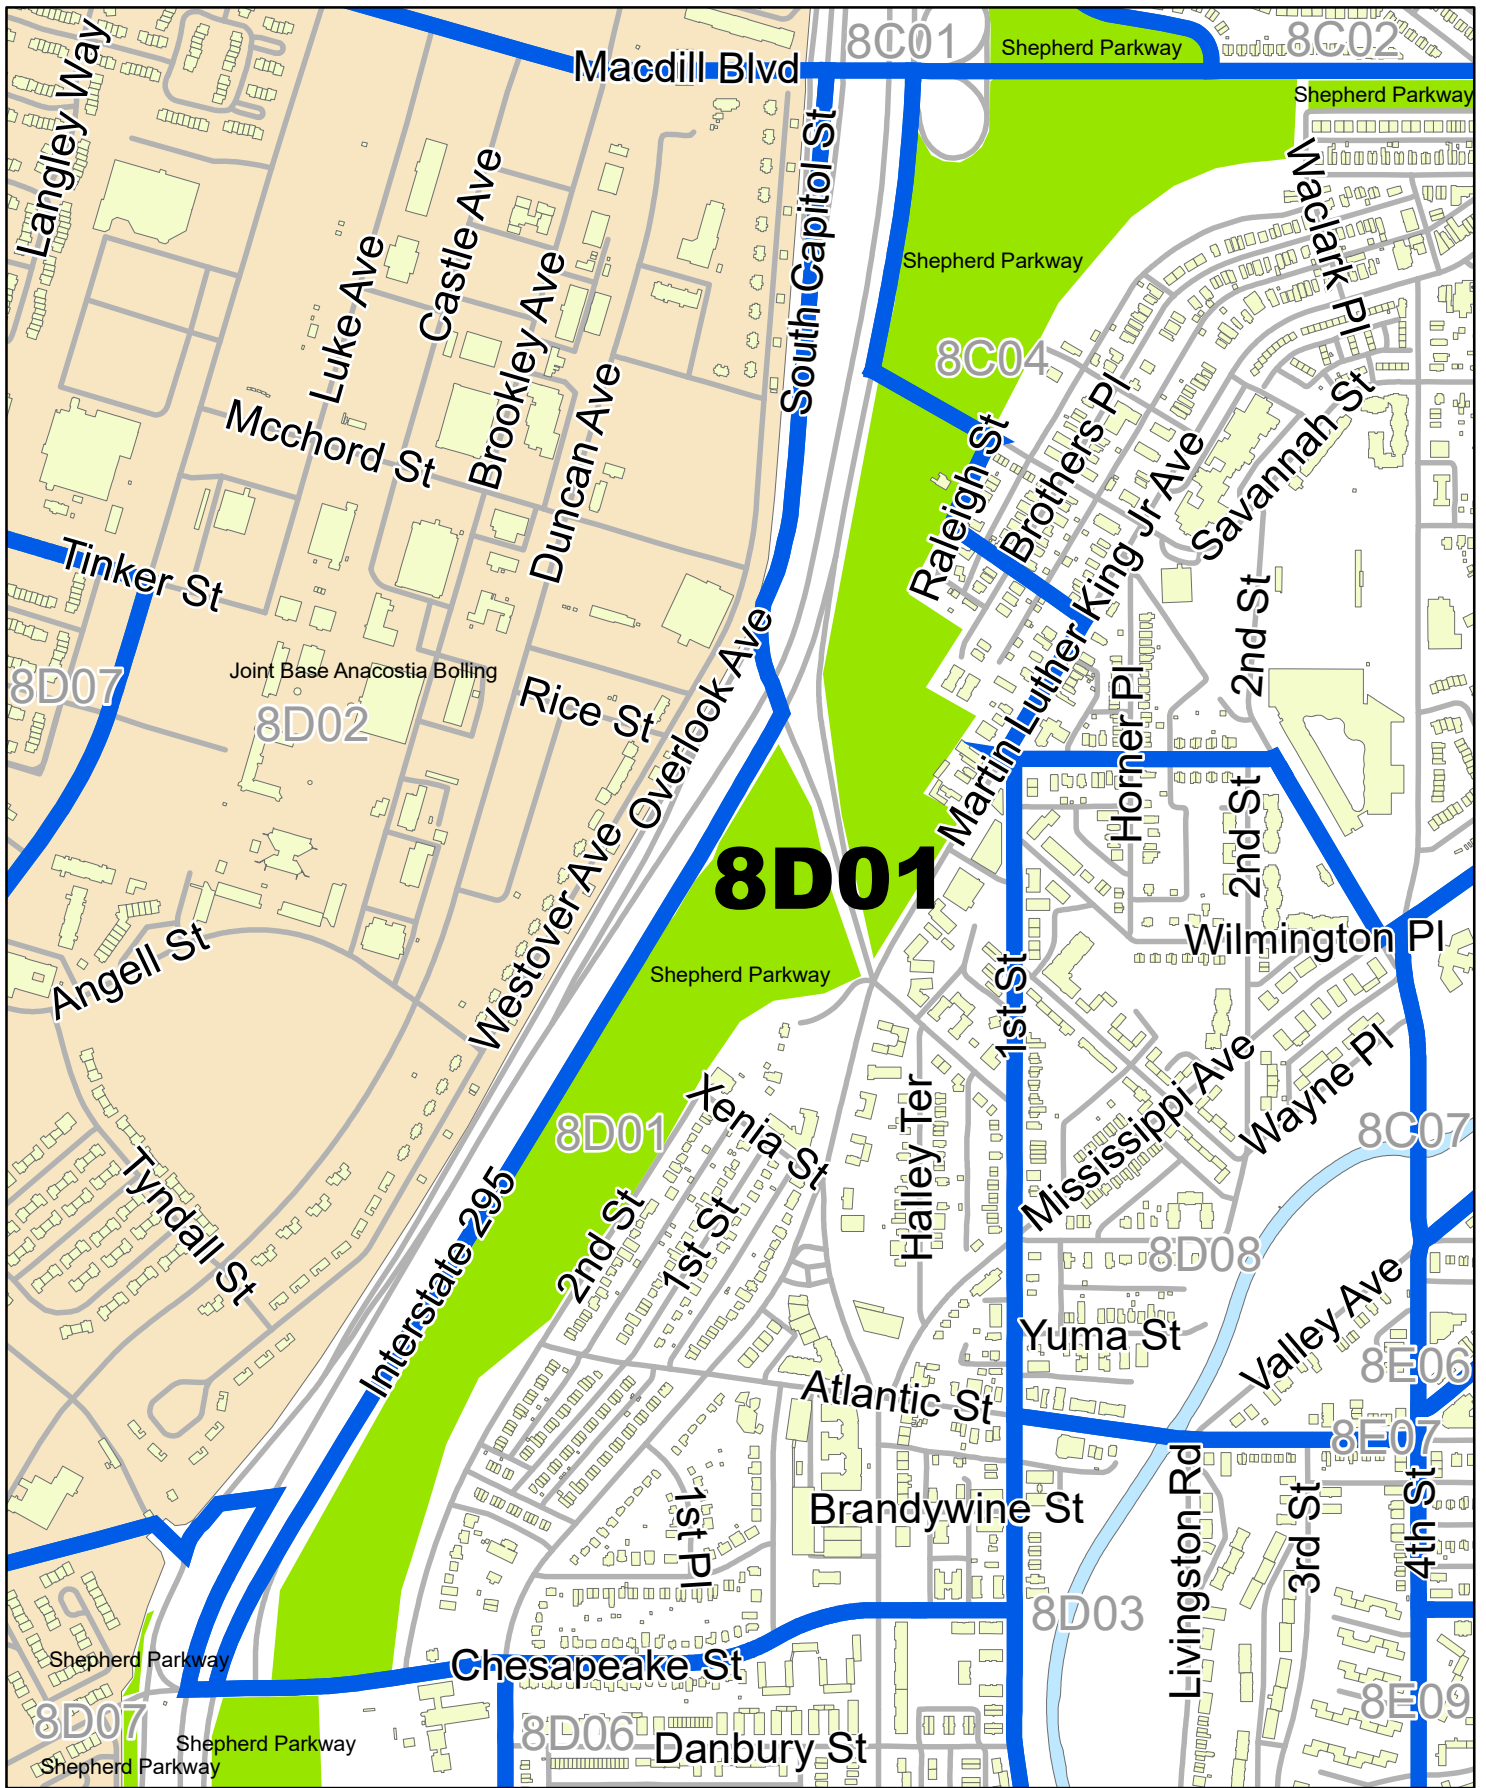 8C01
Shepherd Parkway
8C02
Macdill Blvd
Shepherd Parkway
Langley Way
South Capitol St
Waclark Pl
Castle Ave
Luke Ave
Brookley Ave
Shepherd Parkway
8C04
Duncan Ave
Brothers Pl
Savannah St
Mcchord St
Raleigh St
Martin Luther King Jr Ave
Tinker St
2nd St
Joint Base Anacostia Bolling
8D07
8D02
Rice St
Overlook Ave
Horner Pl
2nd St
8D01
Westover Ave
Angell St
Wilmington Pl
Shepherd Parkway
1st St
Mississippi Ave
Wayne Pl
Xenia St
Halley Ter
8D01
8C07
Tyndall St
Interstate 295
2nd St
1st St
8D08
Valley Ave
Yuma St
8E06
Atlantic St
8E07
Livingston Rd
3rd St
4th St
1st Pl
Brandywine St
8D03
Shepherd Parkway
Chesapeake St
8D07
8E09
Shepherd Parkway
8D06
Danbury St
Shepherd Parkway